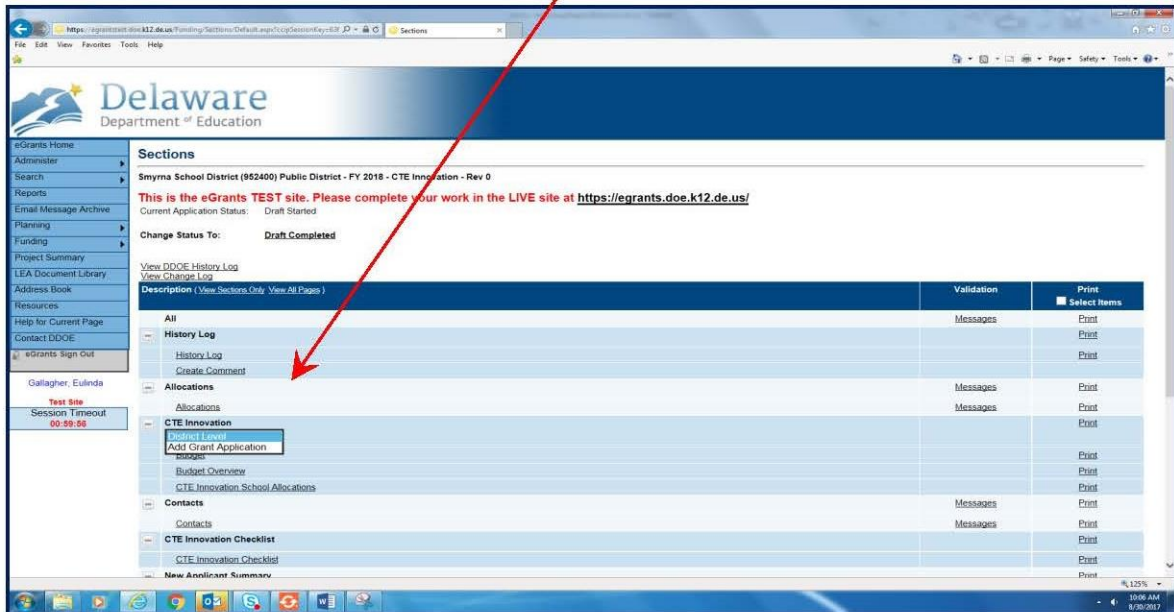 Sections
File Edit View Favorites Tools Help
Page Safety Tools
Delaware
Department of Education
eGrants Home
Administer
Search
Reports
Email Message Archive
Planning
Funding
Project Summary
LEA Document Library
Address Book
Resources
Help for Current Page
Contact DDOE
eGrants Sign Out
Gallagher, Eulinda
Test Site
Session Timeout
00:59:56
Sections
Smyrna School District (952400) Public District - FY 2018 - CTE Innovation - Rev 0
This is the eGrants TEST site. Please complete your work in the LIVE site at https://egrants.doe.k12.de.us/
Current Application Status: Draft Started
Change Status To: Draft Completed
View DDOE History Log
View Change Log
Description ( View Sections Only View All Pages ) Validation Print
Select Items
All Messages Print
History Log
History Log Print
Create Comment
Allocations Messages Print
Allocations Messages Print
CTE Innovation Print
District Level
Add Grant Application
Budget Print
Budget Overview Print
CTE Innovation School Allocations Print
Contacts Messages Print
Contacts Messages Print
CTE Innovation Checklist Print
CTE Innovation Checklist Print
New Applicant Summary Print
125%
10:06 AM
8/30/2017